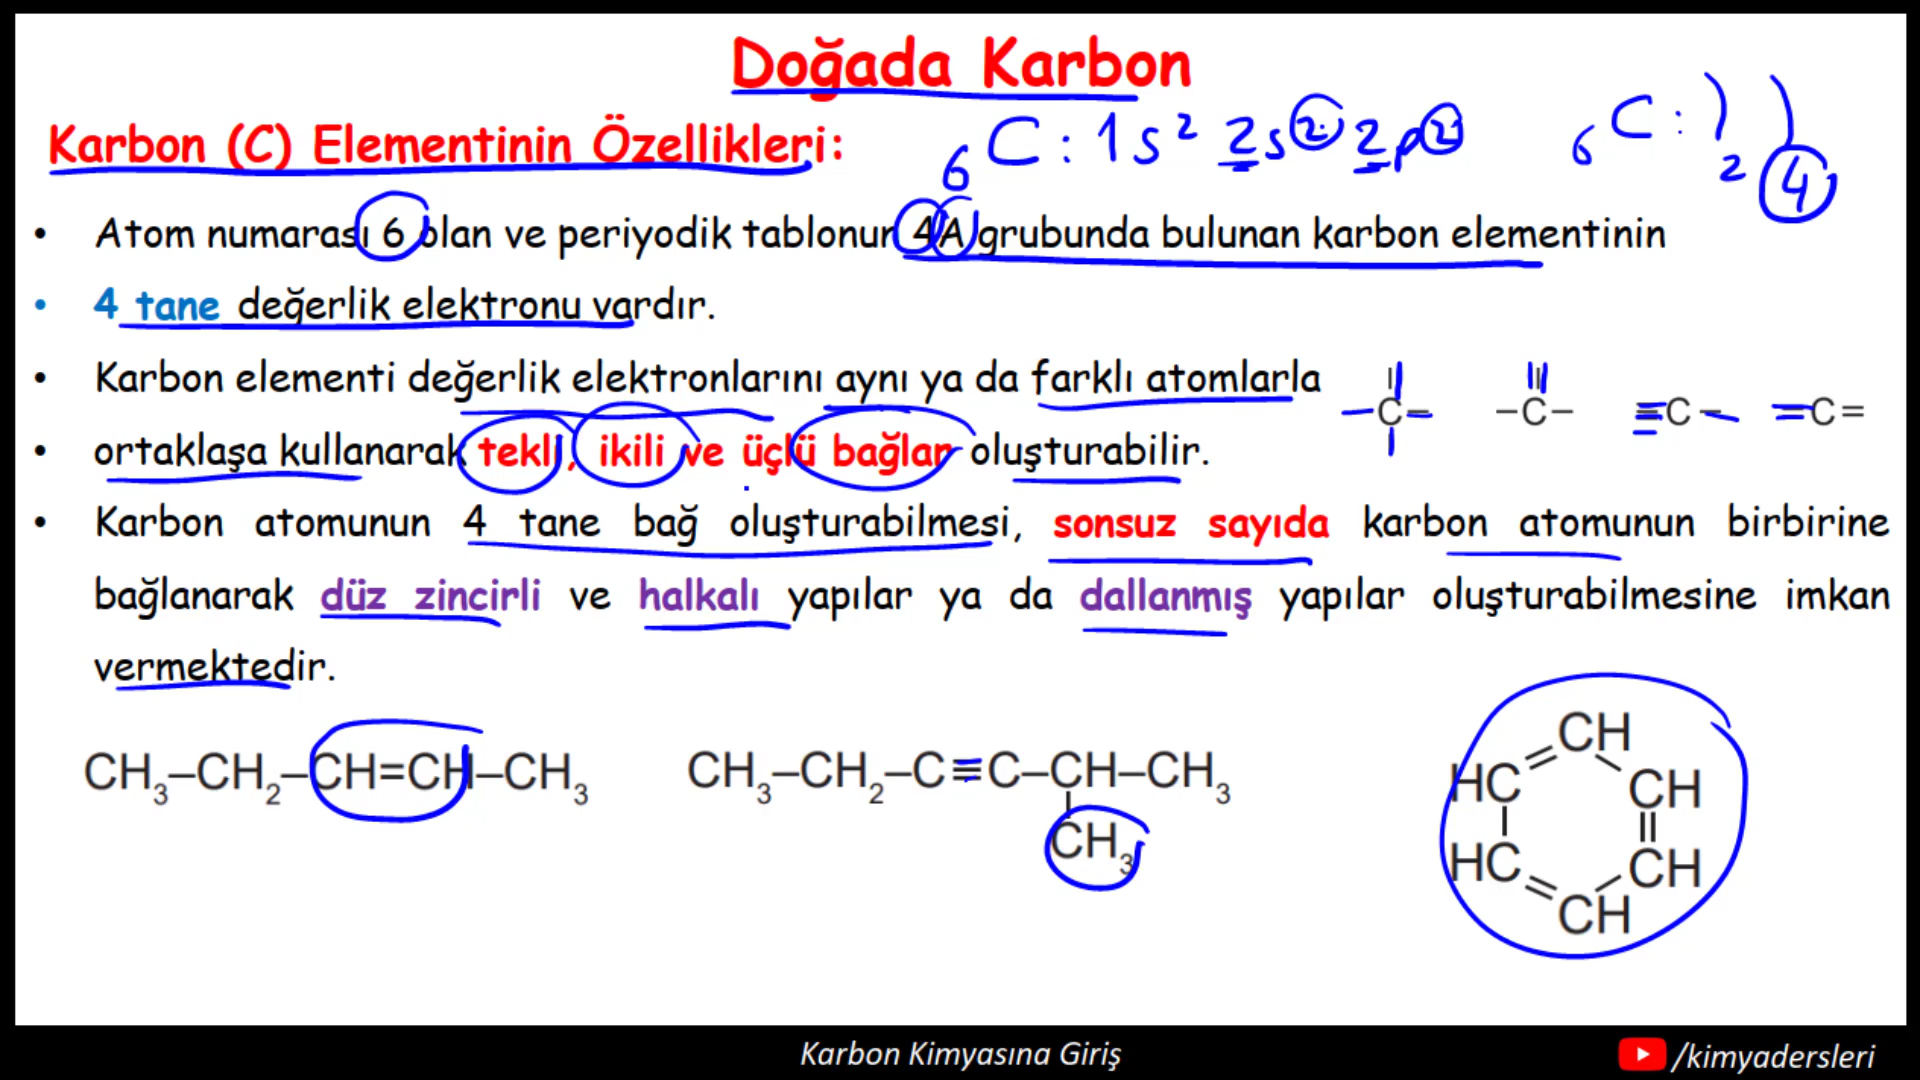 Doğada Karbon
Karbon (C) Elementinin Özellikleri:
₆C: 1s² 2s² 2p²
₆C: ) ) 2 4
• Atom numarası 6 olan ve periyodik tablonun 4A grubunda bulunan karbon elementinin
• 4 tane değerlik elektronu vardır.
• Karbon elementi değerlik elektronlarını aynı ya da farklı atomlarla
–C– –C– ≡C– =C=
• ortaklaşa kullanarak tekli, ikili ve üçlü bağlar oluşturabilir.
• Karbon atomunun 4 tane bağ oluşturabilmesi, sonsuz sayıda karbon atomunun birbirine
bağlanarak düz zincirli ve halkalı yapılar ya da dallanmış yapılar oluşturabilmesine imkan
vermektedir.
CH₃–CH₂–CH=CH–CH₃
CH₃–CH₂–C≡C–CH–CH₃
CH₃
CH
HC CH
HC CH
CH
Karbon Kimyasına Giriş
/kimyadersleri